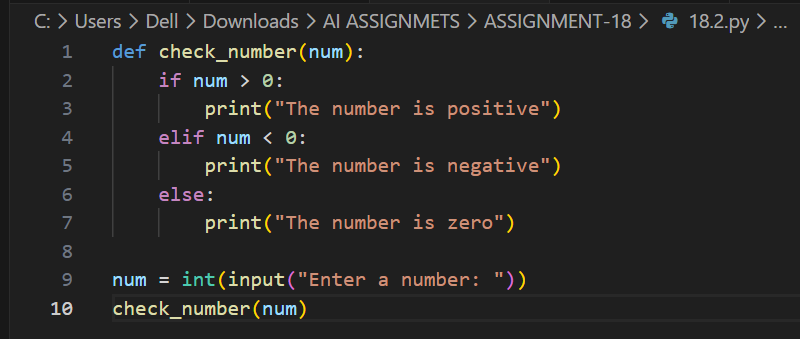 C: > Users > Dell > Downloads > AI ASSIGNMETS > ASSIGNMENT-18 > 18.2.py > ...
1 def check_number(num):
2     if num > 0:
3         print("The number is positive")
4     elif num < 0:
5         print("The number is negative")
6     else:
7         print("The number is zero")
8
9 num = int(input("Enter a number: "))
10 check_number(num)